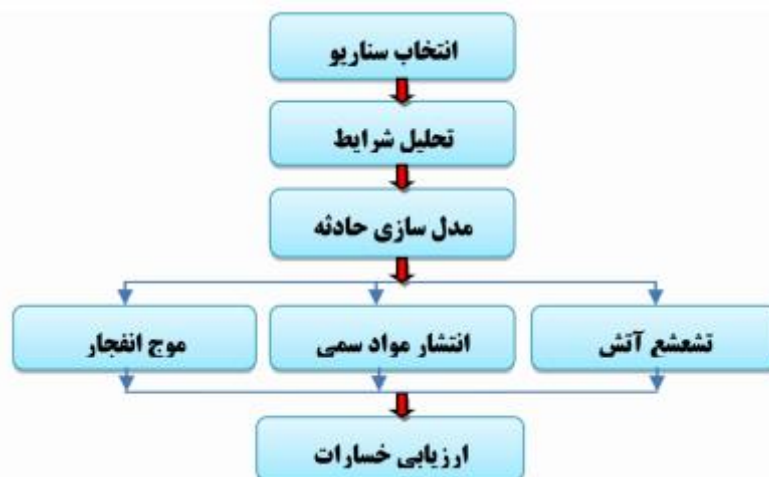 انتخاب سناریو
تحلیل شرایط
مدل سازی حادثه
تشعشع آتش
انتشار مواد سمی
موج انفجار
ارزیابی خسارات